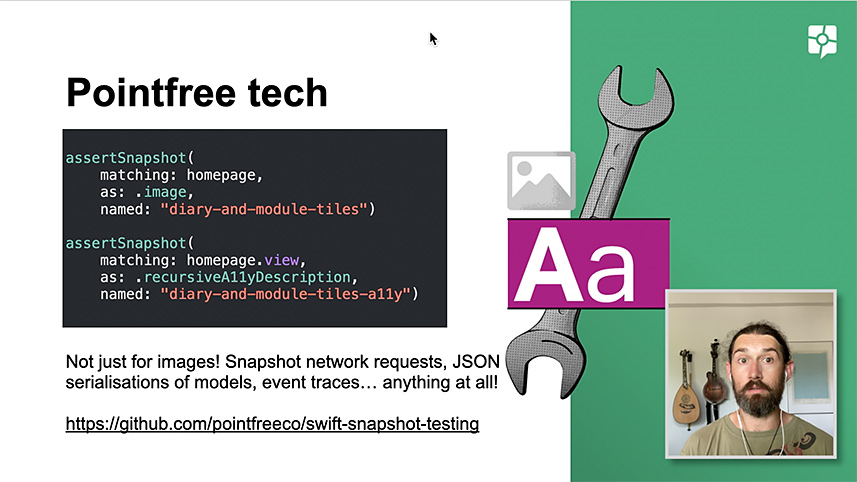 Pointfree tech
assertSnapshot(
    matching: homepage,
    as: .image,
    named: "diary-and-module-tiles")
assertSnapshot(
    matching: homepage.view,
    as: .recursiveA11yDescription,
    named: "diary-and-module-tiles-a11y")
Aa
Not just for images! Snapshot network requests, JSON
serialisations of models, event traces… anything at all!
https://github.com/pointfreeco/swift-snapshot-testing